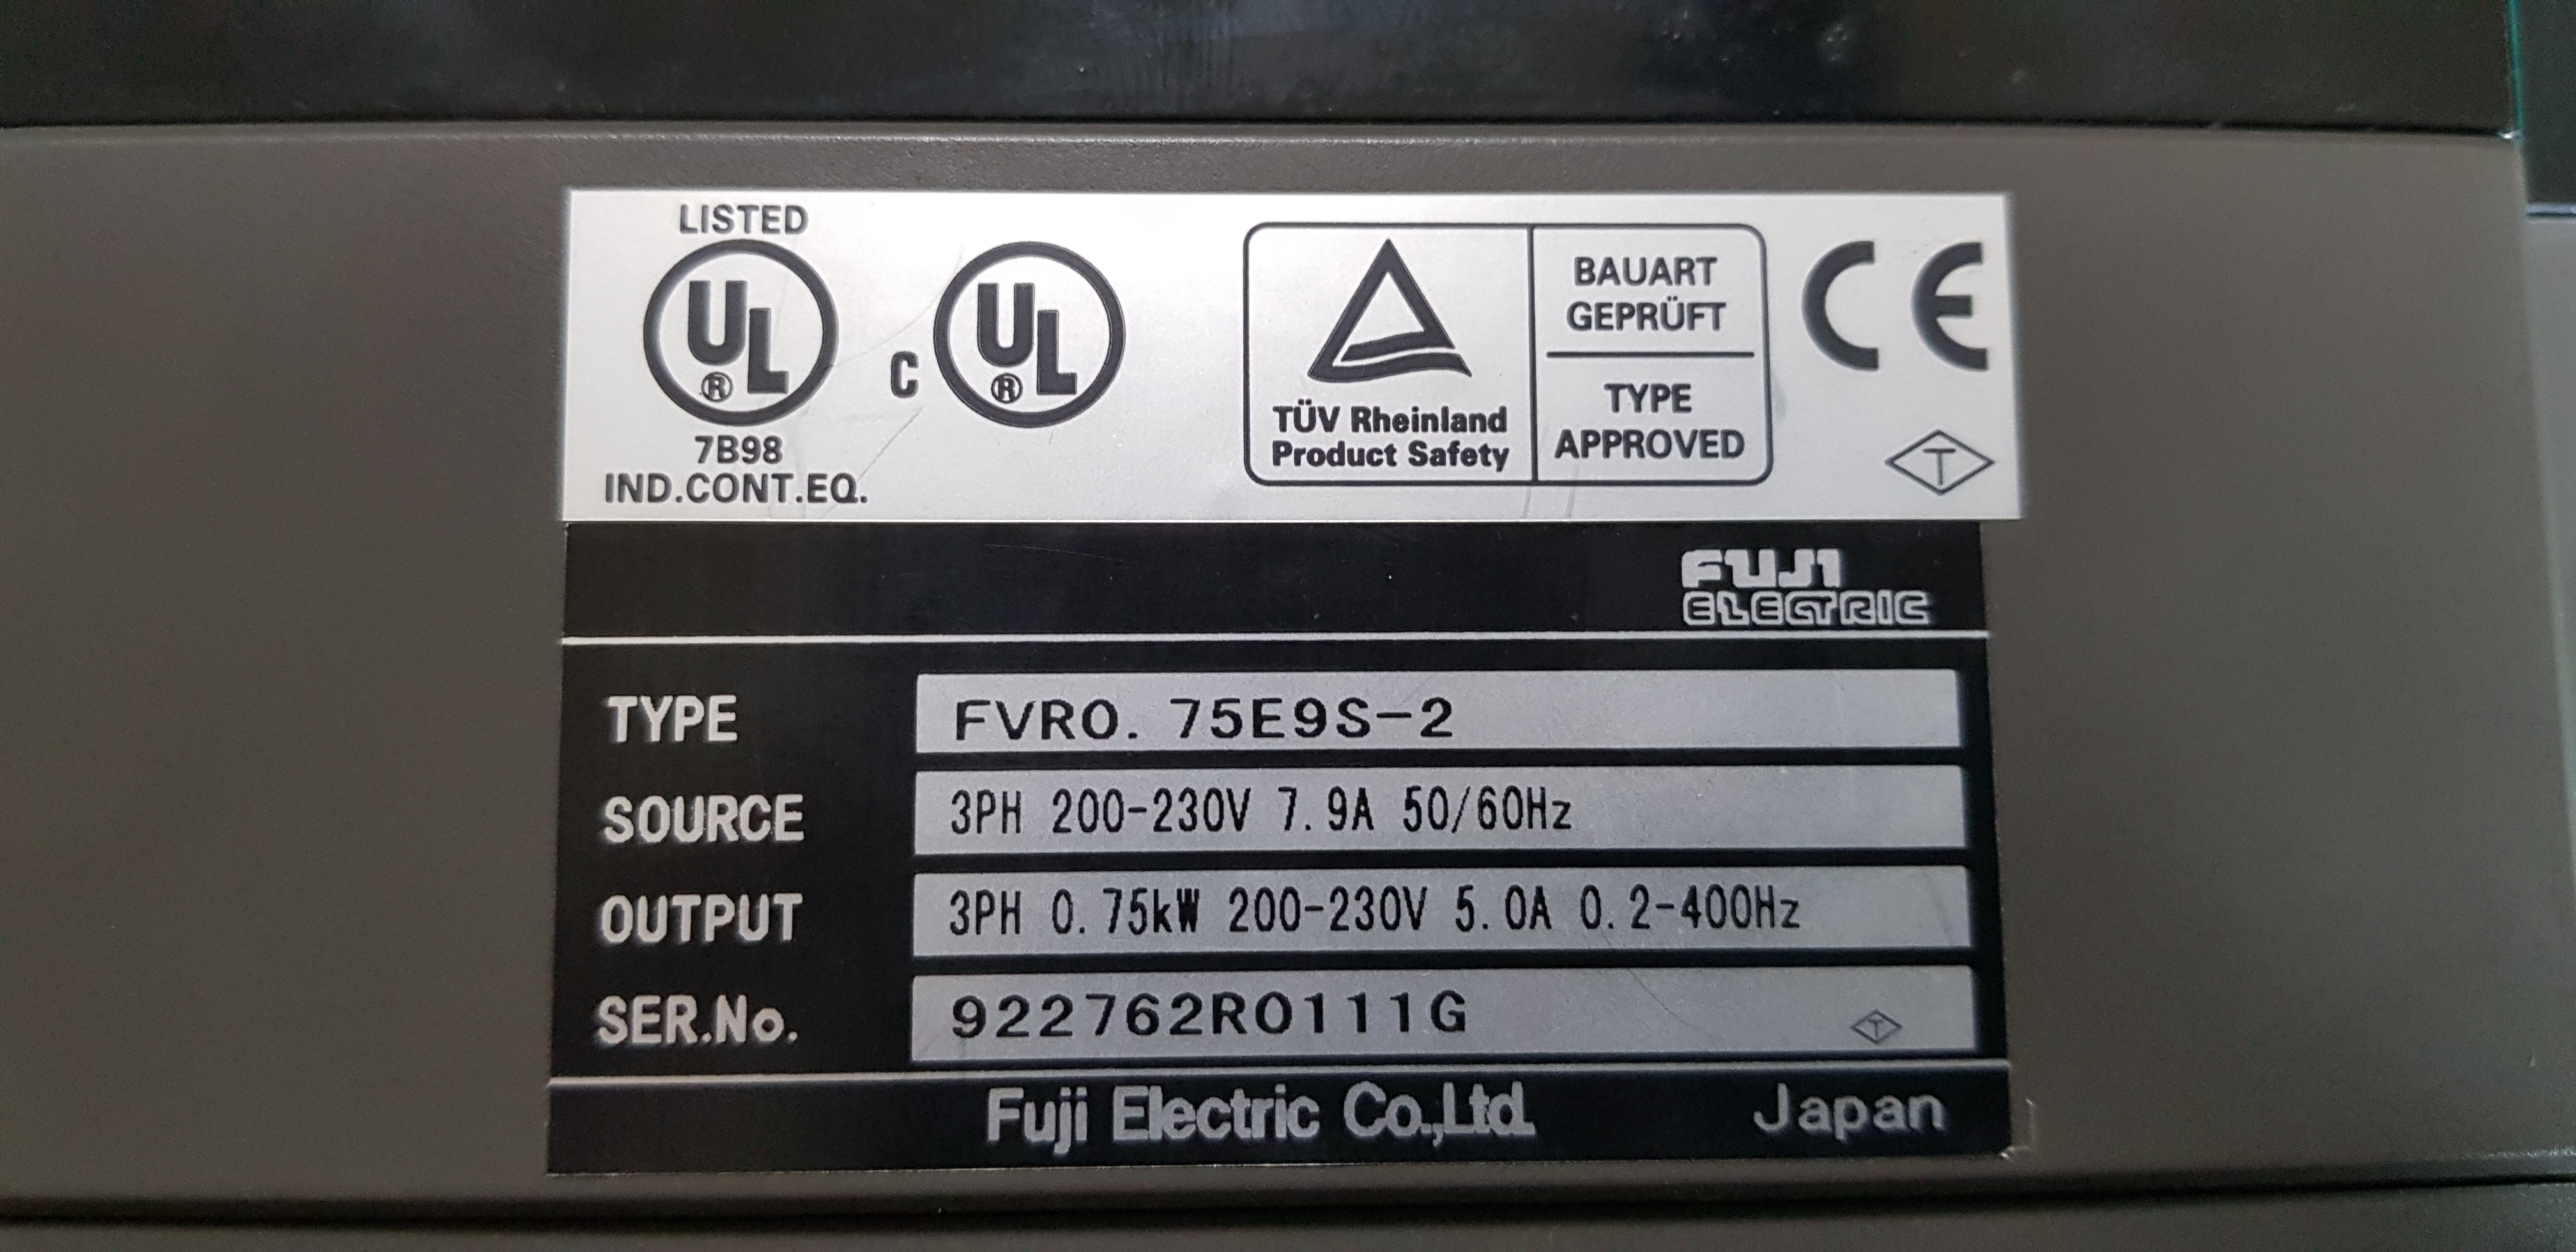 LISTED
UL ®
7B98
IND.CONT.EQ.
C UL ®
TÜV Rheinland
Product Safety
BAUART
GEPRÜFT
TYPE
APPROVED
CE
T
FUJI
ELECTRIC
TYPE FVR0. 75E9S-2
SOURCE 3PH 200-230V 7. 9A 50/60Hz
OUTPUT 3PH 0. 75kW 200-230V 5. 0A 0. 2-400Hz
SER.No. 922762R0111G T
Fuji Electric Co.,Ltd. Japan